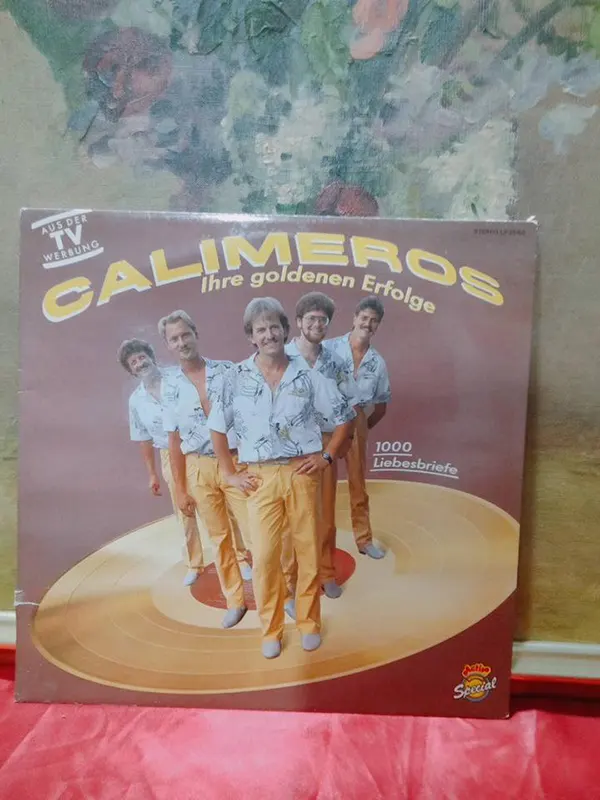 AUS DER
TV
WERBUNG
CALIMEROS
Ihre goldenen Erfolge
1000
Liebesbriefe
Special